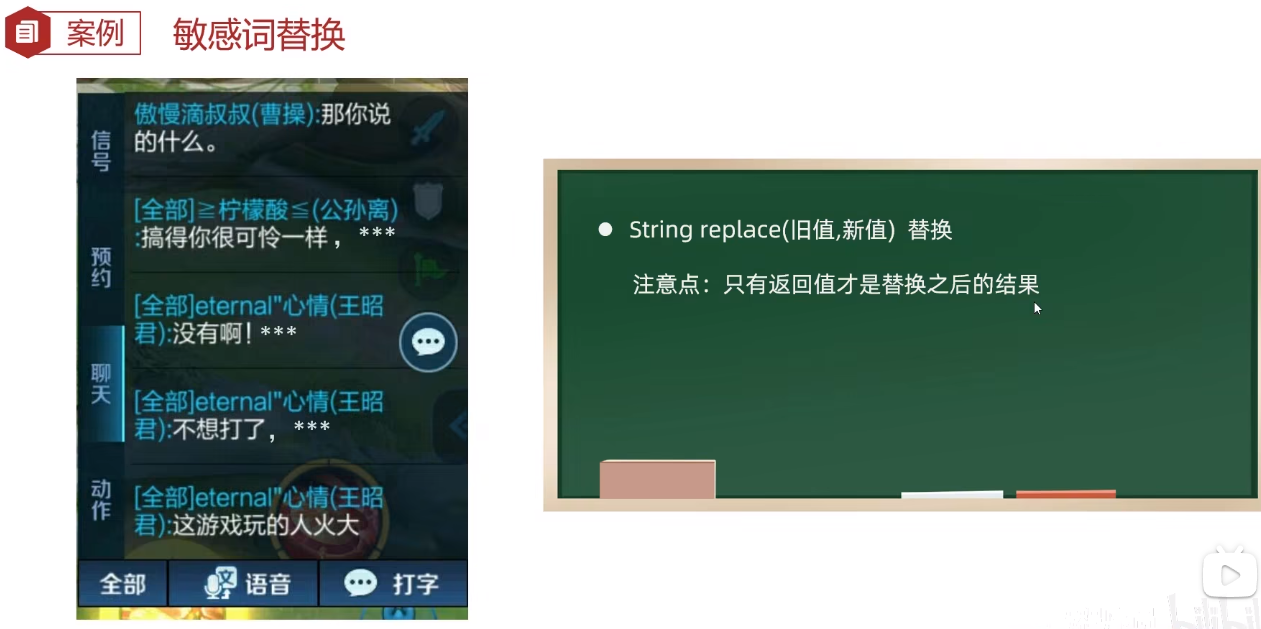 案例
敏感词替换
信号
预约
聊天
动作
傲慢滴叔叔(曹操):那你说
的什么。
[全部]≧柠檬酸≦(公孙离)
:搞得你很可怜一样，***
[全部]eternal"心情(王昭
君):没有啊! ***
[全部]eternal"心情(王昭
君):不想打了，***
[全部]eternal"心情(王昭
君):这游戏玩的人火大
全部
语音
打字
● String replace(旧值,新值) 替换
注意点：只有返回值才是替换之后的结果
bilibili